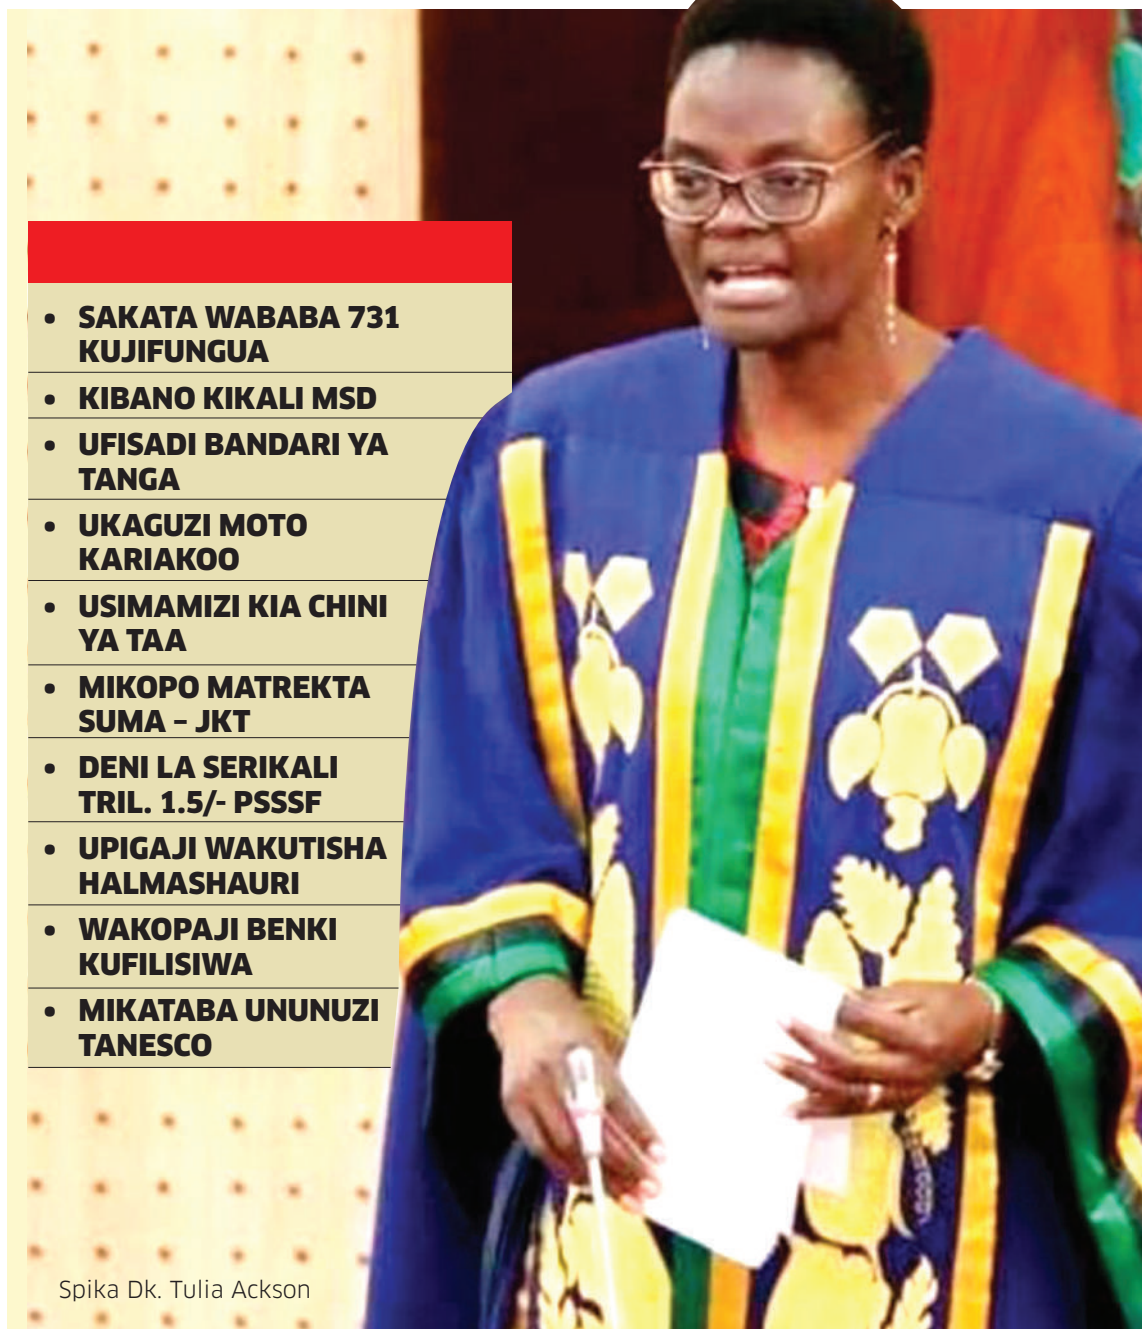 • SAKATA WABABA 731
KUJIFUNGUA
• KIBANO KIKALI MSD
• UFISADI BANDARI YA
TANGA
• UKAGUZI MOTO
KARIAKOO
• USIMAMIZI KIA CHINI
YA TAA
• MIKOPO MATREKTA
SUMA – JKT
• DENI LA SERIKALI
TRIL. 1.5/- PSSSF
• UPIGAJI WAKUTISHA
HALMASHAURI
• WAKOPAJI BENKI
KUFILISIWA
• MIKATABA UNUNUZI
TANESCO
Spika Dk. Tulia Ackson